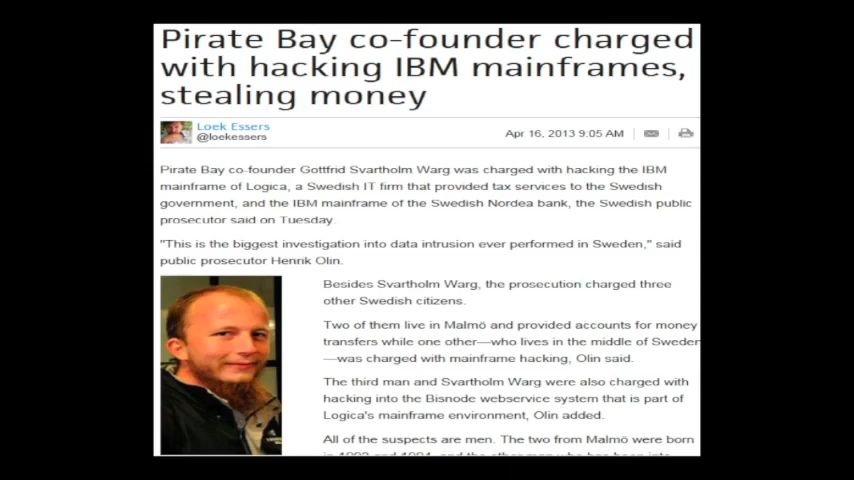 Pirate Bay co-founder charged
with hacking IBM mainframes,
stealing money
Loek Essers
@loekessers
Apr 16, 2013 9:05 AM
Pirate Bay co-founder Gottfrid Svartholm Warg was charged with hacking the IBM
mainframe of Logica, a Swedish IT firm that provided tax services to the Swedish
government, and the IBM mainframe of the Swedish Nordea bank, the Swedish public
prosecutor said on Tuesday.
"This is the biggest investigation into data intrusion ever performed in Sweden," said
public prosecutor Henrik Olin.
Besides Svartholm Warg, the prosecution charged three
other Swedish citizens.
Two of them live in Malmö and provided accounts for money
transfers while one other—who lives in the middle of Sweden
—was charged with mainframe hacking, Olin said.
The third man and Svartholm Warg were also charged with
hacking into the Bisnode webservice system that is part of
Logica's mainframe environment, Olin added.
All of the suspects are men. The two from Malmö were born